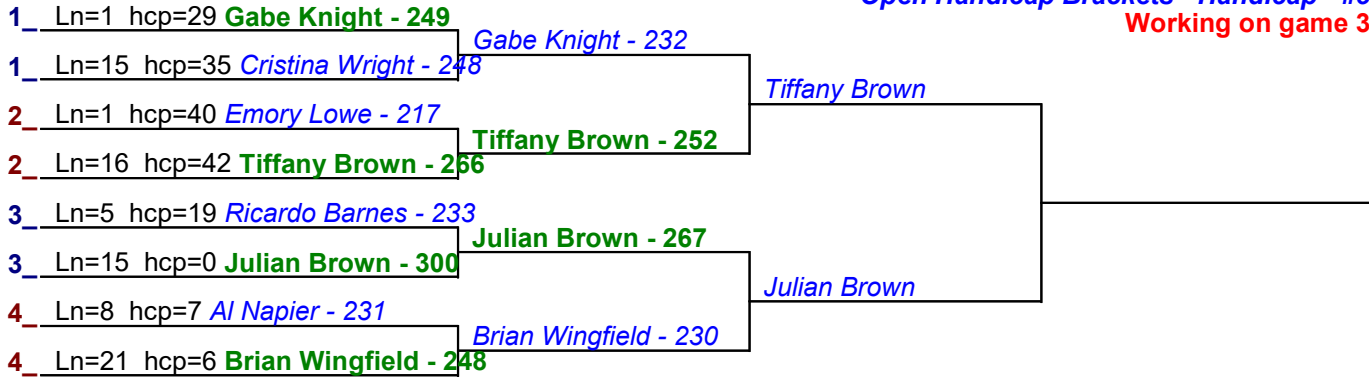 Open Handicap Brackets - Handicap
Working on game 3
1_ Ln=1 hcp=29 Gabe Knight - 249
Gabe Knight - 232
1_ Ln=15 hcp=35 Cristina Wright - 248
Tiffany Brown
2_ Ln=1 hcp=40 Emory Lowe - 217
Tiffany Brown - 252
2_ Ln=16 hcp=42 Tiffany Brown - 266
3_ Ln=5 hcp=19 Ricardo Barnes - 233
Julian Brown - 267
3_ Ln=15 hcp=0 Julian Brown - 300
Julian Brown
4_ Ln=8 hcp=7 Al Napier - 231
Brian Wingfield - 230
4_ Ln=21 hcp=6 Brian Wingfield - 248